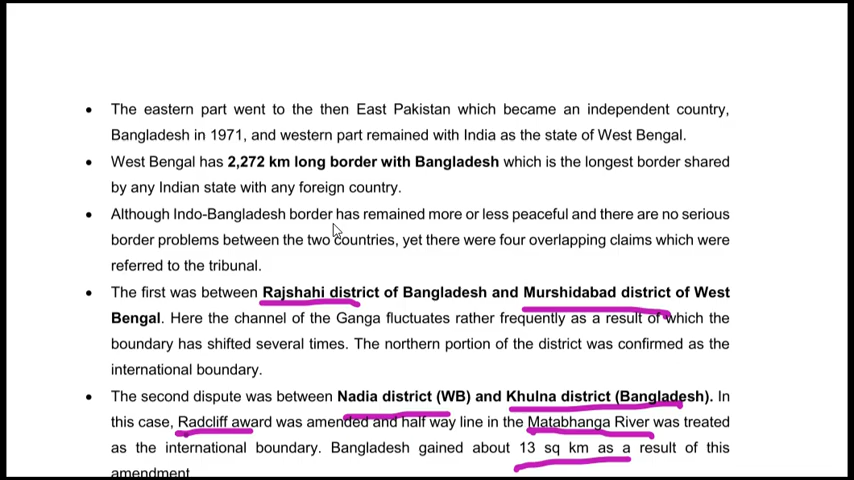 • The eastern part went to the then East Pakistan which became an independent country,
Bangladesh in 1971, and western part remained with India as the state of West Bengal.
• West Bengal has 2,272 km long border with Bangladesh which is the longest border shared
by any Indian state with any foreign country.
• Although Indo-Bangladesh border has remained more or less peaceful and there are no serious
border problems between the two countries, yet there were four overlapping claims which were
referred to the tribunal.
• The first was between Rajshahi district of Bangladesh and Murshidabad district of West
Bengal. Here the channel of the Ganga fluctuates rather frequently as a result of which the
boundary has shifted several times. The northern portion of the district was confirmed as the
international boundary.
• The second dispute was between Nadia district (WB) and Khulna district (Bangladesh). In
this case, Radcliff award was amended and half way line in the Matabhanga River was treated
as the international boundary. Bangladesh gained about 13 sq km as a result of this
amendment